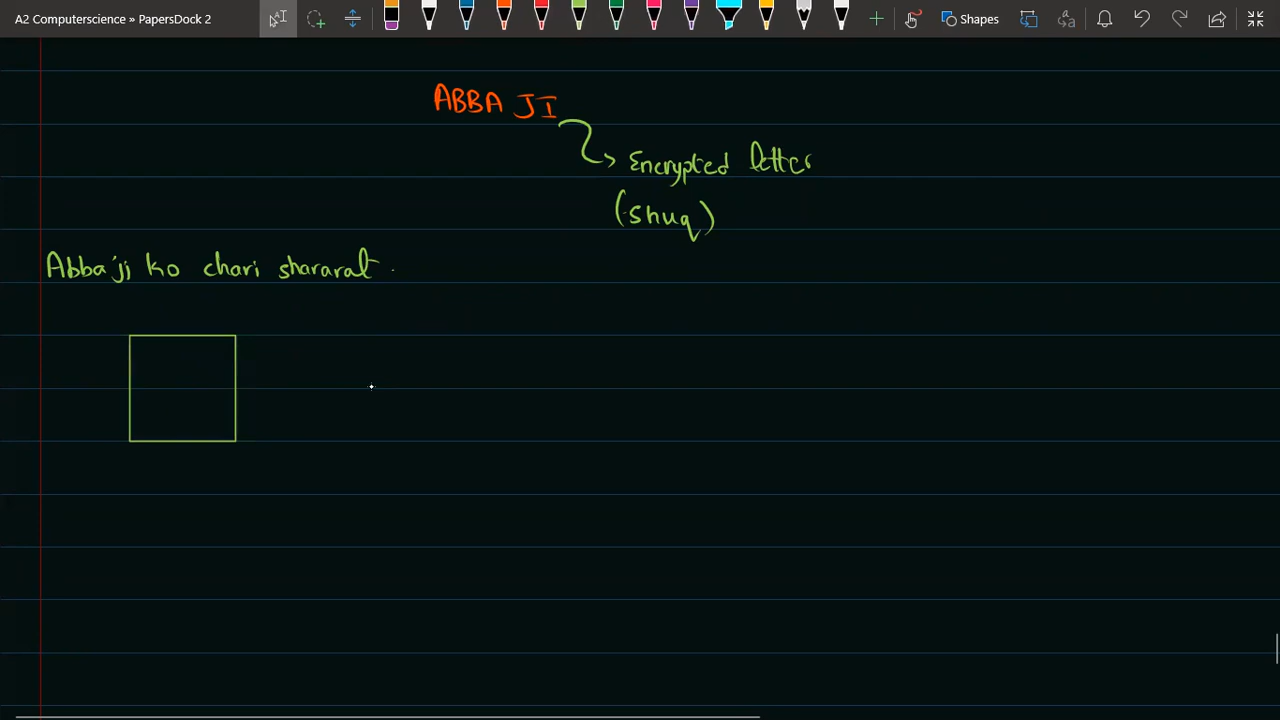 A2 Computerscience » PapersDock 2
Shapes
ABBA JI
Encrypted letter
(shuq)
Abba'ji ko chari shararat.